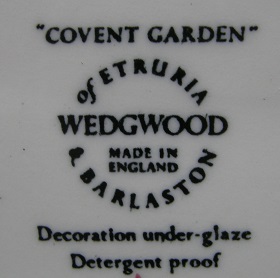 "COVENT GARDEN"
of ETRURIA
WEDGWOOD
MADE IN
ENGLAND
& BARLASTON
Decoration under-glaze
Detergent proof